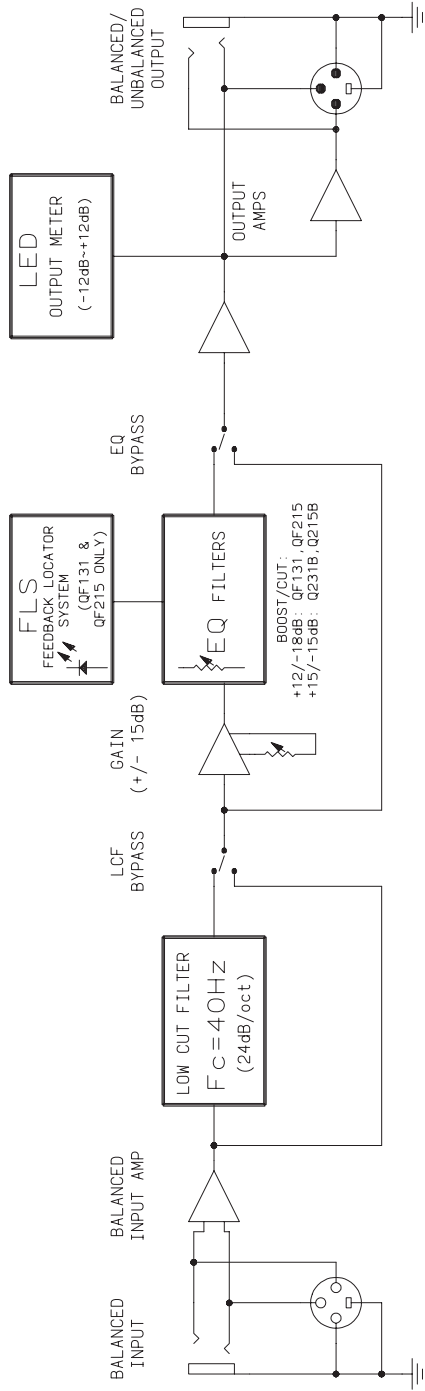 BALANCED
INPUT
BALANCED
INPUT AMP
LOW CUT FILTER
Fc=40Hz
(24dB/oct)
LCF
BYPASS
GAIN
(+/- 15dB)
FLS
FEEDBACK LOCATOR
SYSTEM
(QF131 &
QF215 ONLY)
EQ FILTERS
BOOST/CUT:
+12/-18dB: QF131,QF215
+15/-15dB: Q231B,Q215B
EQ
BYPASS
LED
OUTPUT METER
(-12dB~+12dB)
OUTPUT
AMPS
BALANCED/
UNBALANCED
OUTPUT